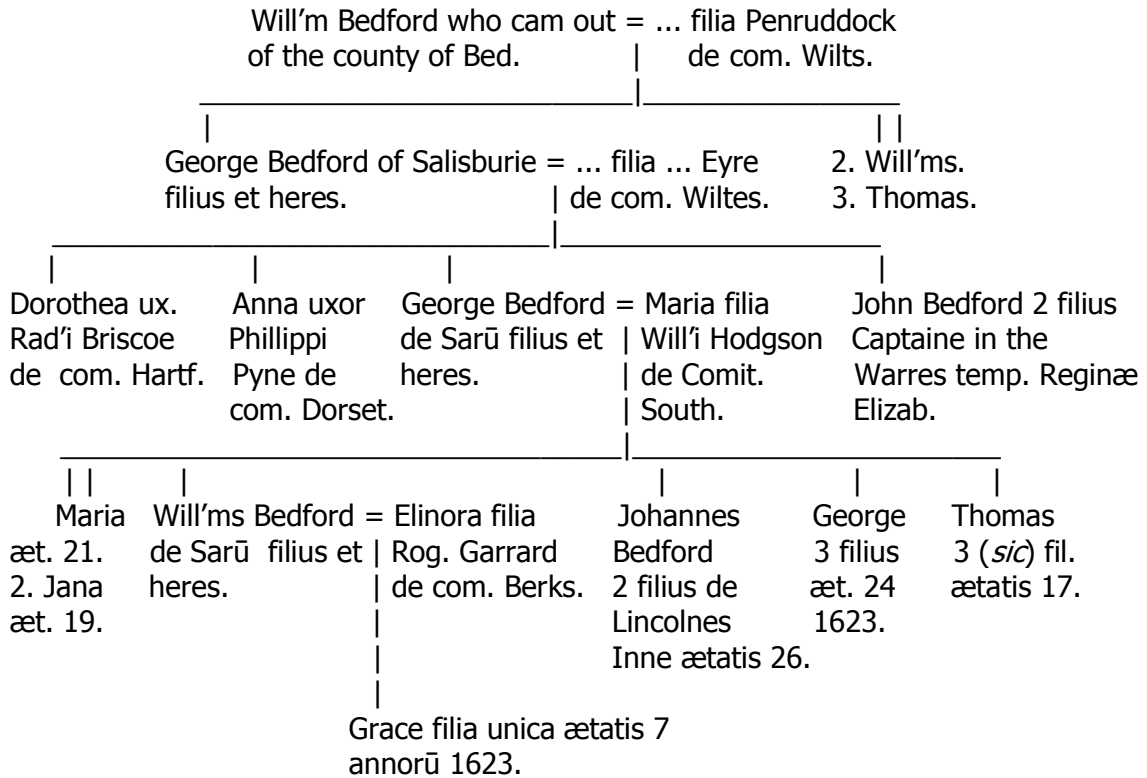 Will'm Bedford who cam out = ... filia Penruddock
of the county of Bed. | de com. Wilts.
George Bedford of Salisburie = ... filia ... Eyre 2. Will'ms.
filius et heres. | de com. Wiltes. 3. Thomas.
Dorothea ux. Anna uxor George Bedford = Maria filia John Bedford 2 filius
Rad'i Briscoe Phillippi de Sarū filius et | Will'i Hodgson Captaine in the
de com. Hartf. Pyne de heres. | de Comit. Warres temp. Reginæ
com. Dorset. | South. Elizab.
Maria Will'ms Bedford = Elinora filia Johannes George Thomas
æt. 21. de Sarū filius et | Rog. Garrard Bedford 3 filius 3 (sic) fil.
2. Jana heres. | de com. Berks. 2 filius de æt. 24 ætatis 17.
æt. 19. | Lincolnes 1623.
Inne ætatis 26.
Grace filia unica ætatis 7
annorū 1623.